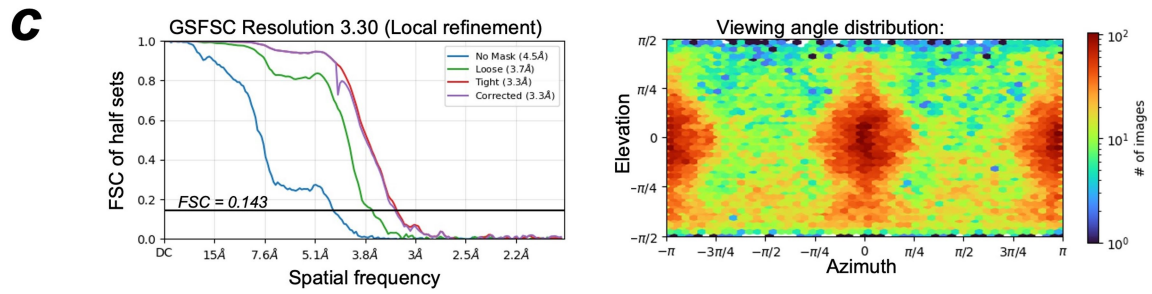 c
GSFSC Resolution 3.30 (Local refinement)
FSC of half sets
1.0
0.8
0.6
0.4
0.2
0.0
No Mask (4.5Å)
Loose (3.7Å)
Tight (3.3Å)
Corrected (3.3Å)
FSC = 0.143
DC 15Å 7.6Å 5.1Å 3.8Å 3Å 2.5Å 2.2Å
Spatial frequency
Viewing angle distribution:
Elevation
π/2
π/4
0
−π/4
−π/2
−π −3π/4 −π/2 −π/4 0 π/4 π/2 3π/4 π
Azimuth
10²
10¹
10⁰
# of images